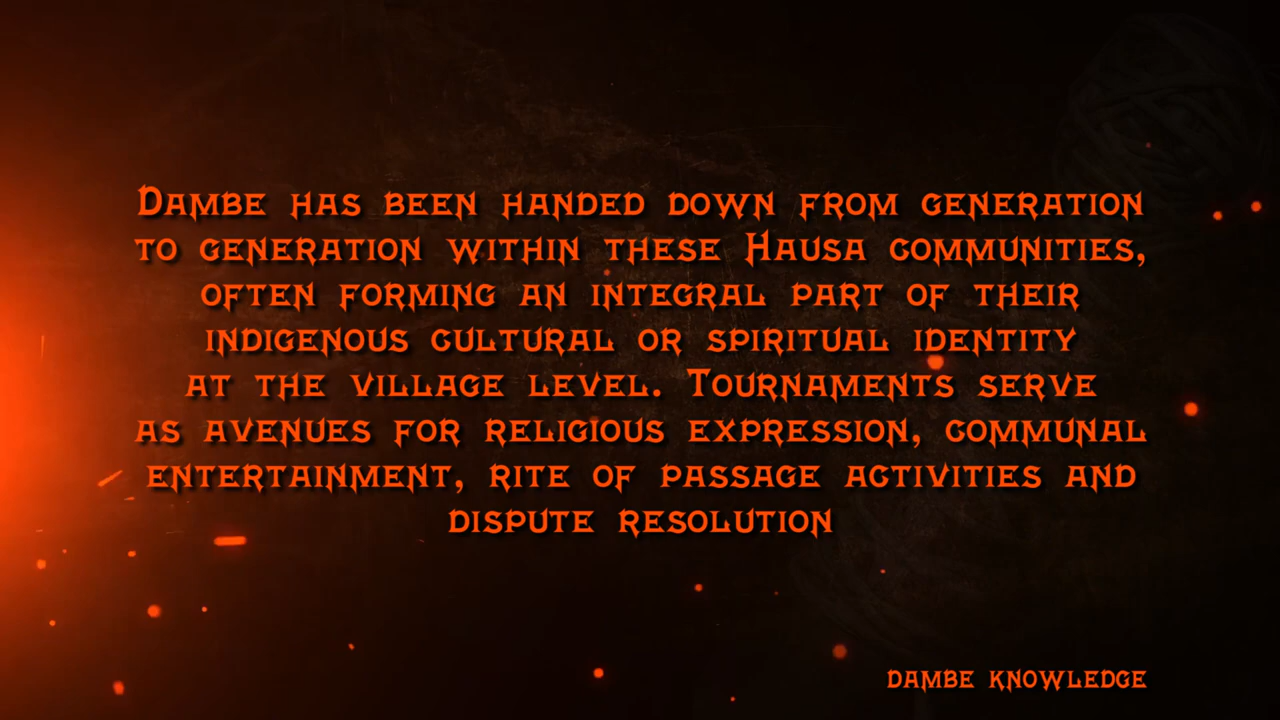 Dambe has been handed down from generation
to generation within these Hausa communities,
often forming an integral part of their
indigenous cultural or spiritual identity
at the village level. Tournaments serve
as avenues for religious expression, communal
entertainment, rite of passage activities and
dispute resolution
dambe knowledge